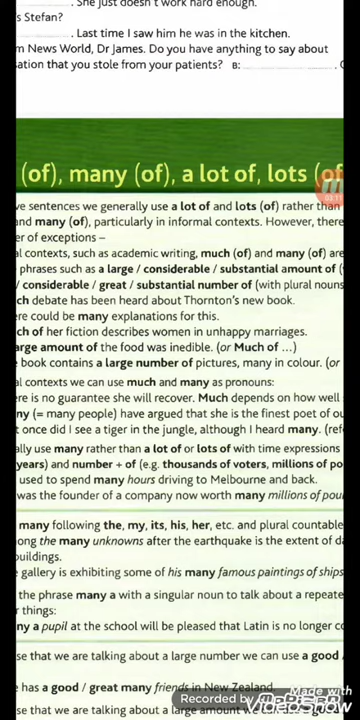 . She just doesn't work hard enough.
s Stefan?
. Last time I saw him he was in the kitchen.
m News World, Dr James. Do you have anything to say about
ation that you stole from your patients? B:
(of), many (of), a lot of, lots (of
03:17
ve sentences we generally use a lot of and lots (of) rather than
nd many (of), particularly in informal contexts. However, there
er of exceptions –
al contexts, such as academic writing, much (of) and many (of) are
phrases such as a large / considerable / substantial amount of (
/ considerable / great / substantial number of (with plural nouns
ch debate has been heard about Thornton's new book.
re could be many explanations for this.
ch of her fiction describes women in unhappy marriages.
arge amount of the food was inedible. (or Much of ...)
book contains a large number of pictures, many in colour. (or
al contexts we can use much and many as pronouns:
re is no guarantee she will recover. Much depends on how well
ny (= many people) have argued that she is the finest poet of ou
t once did I see a tiger in the jungle, although I heard many. (ref
ally use many rather than a lot of or lots of with time expressions
years) and number + of (e.g. thousands of voters, millions of po
used to spend many hours driving to Melbourne and back.
was the founder of a company now worth many millions of pou
many following the, my, its, his, her, etc. and plural countable
ong the many unknowns after the earthquake is the extent of da
buildings.
gallery is exhibiting some of his many famous paintings of ships
the phrase many a with a singular noun to talk about a repeate
r things:
ny a pupil at the school will be pleased that Latin is no longer co
se that we are talking about a large number we can use a good
has a good / great many friends in New Zealand.
Recorded by
Made with
VideoShow
se that we are talking about a large amount we can use